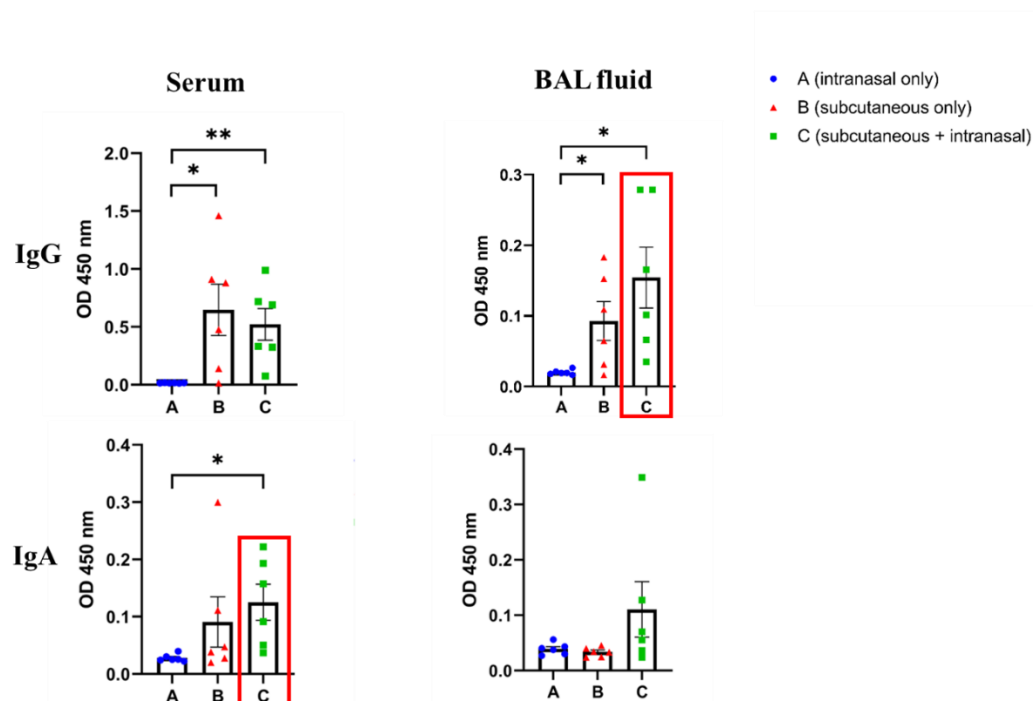 Serum
BAL fluid
A (intranasal only)
B (subcutaneous only)
C (subcutaneous + intranasal)
IgG
OD 450 nm
2.0
1.5
1.0
0.5
0.0
**
*
A B C
OD 450 nm
0.3
0.2
0.1
0.0
*
*
A B C
IgA
OD 450 nm
0.4
0.3
0.2
0.1
0.0
*
A B C
OD 450 nm
0.4
0.3
0.2
0.1
0.0
A B C